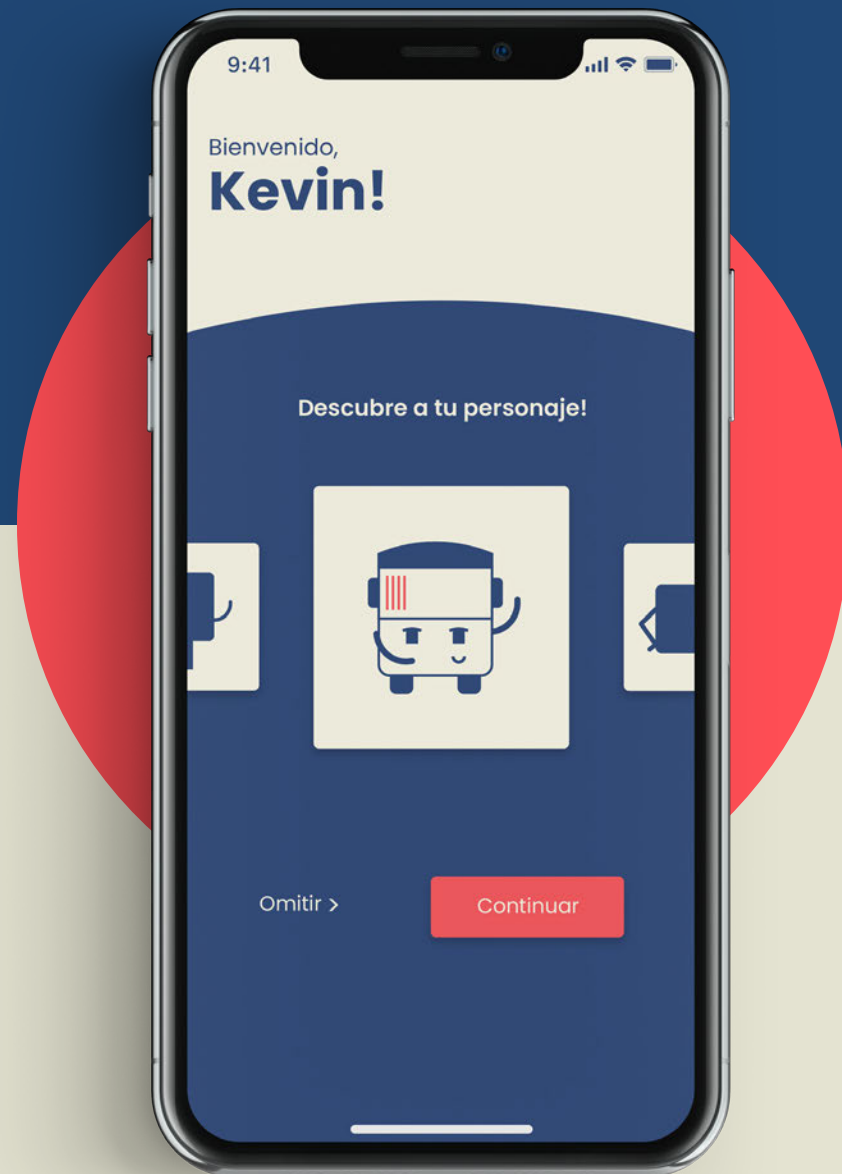 9:41
Bienvenido,
Kevin!
Descubre a tu personaje!
Omitir >
Continuar